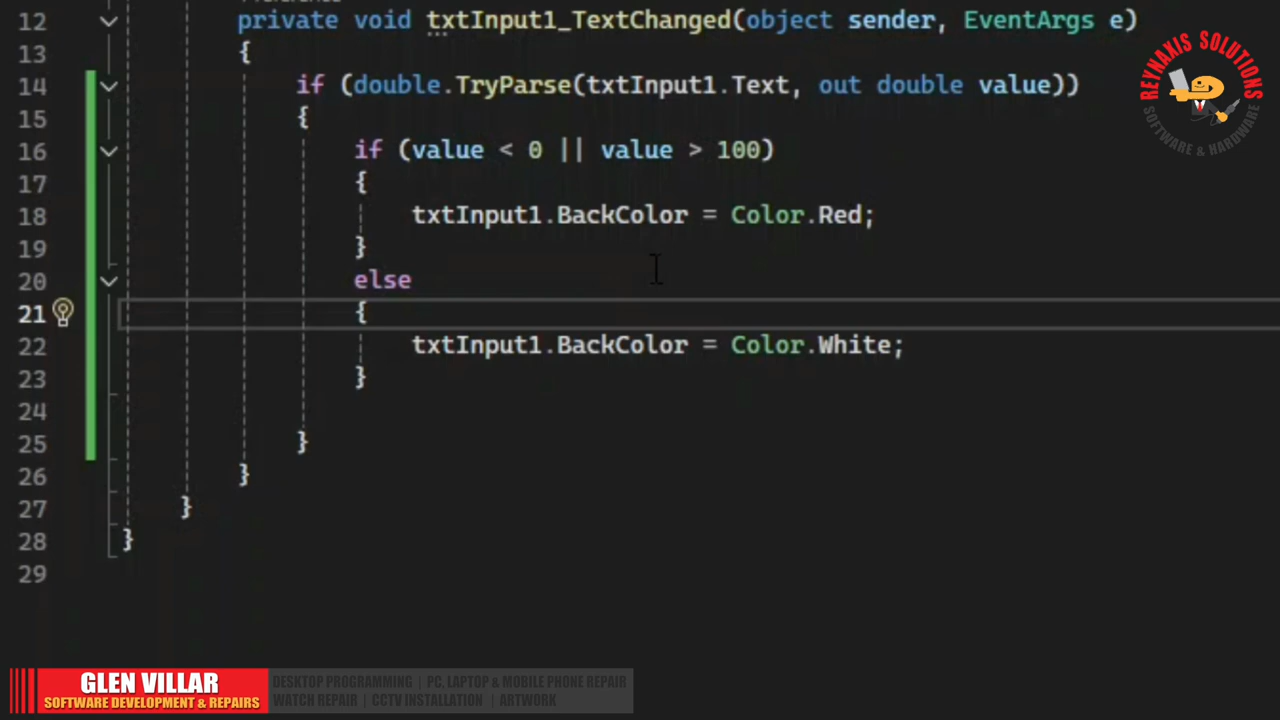 12 private void txtInput1_TextChanged(object sender, EventArgs e)
13 {
14 if (double.TryParse(txtInput1.Text, out double value))
15 {
16 if (value < 0 || value > 100)
17 {
18 txtInput1.BackColor = Color.Red;
19 }
20 else
21 {
22 txtInput1.BackColor = Color.White;
23 }
24
25 }
26 }
27 }
28 }
29
REYNAXIS SOLUTIONS
SOFTWARE & HARDWARE
GLEN VILLAR
SOFTWARE DEVELOPMENT & REPAIRS
DESKTOP PROGRAMMING | PC, LAPTOP & MOBILE PHONE REPAIR
WATCH REPAIR | CCTV INSTALLATION | ARTWORK